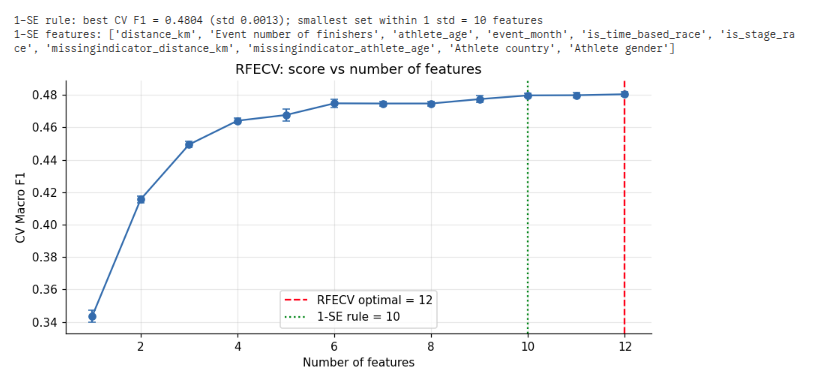 1-SE rule: best CV F1 = 0.4804 (std 0.0013); smallest set within 1 std = 10 features
1-SE features: ['distance_km', 'Event number of finishers', 'athlete_age', 'event_month', 'is_time_based_race', 'is_stage_ra
ce', 'missingindicator_distance_km', 'missingindicator_athlete_age', 'Athlete country', 'Athlete gender']
RFECV: score vs number of features
CV Macro F1
0.48
0.46
0.44
0.42
0.40
0.38
0.36
0.34
RFECV optimal = 12
1-SE rule = 10
2 4 6 8 10 12
Number of features